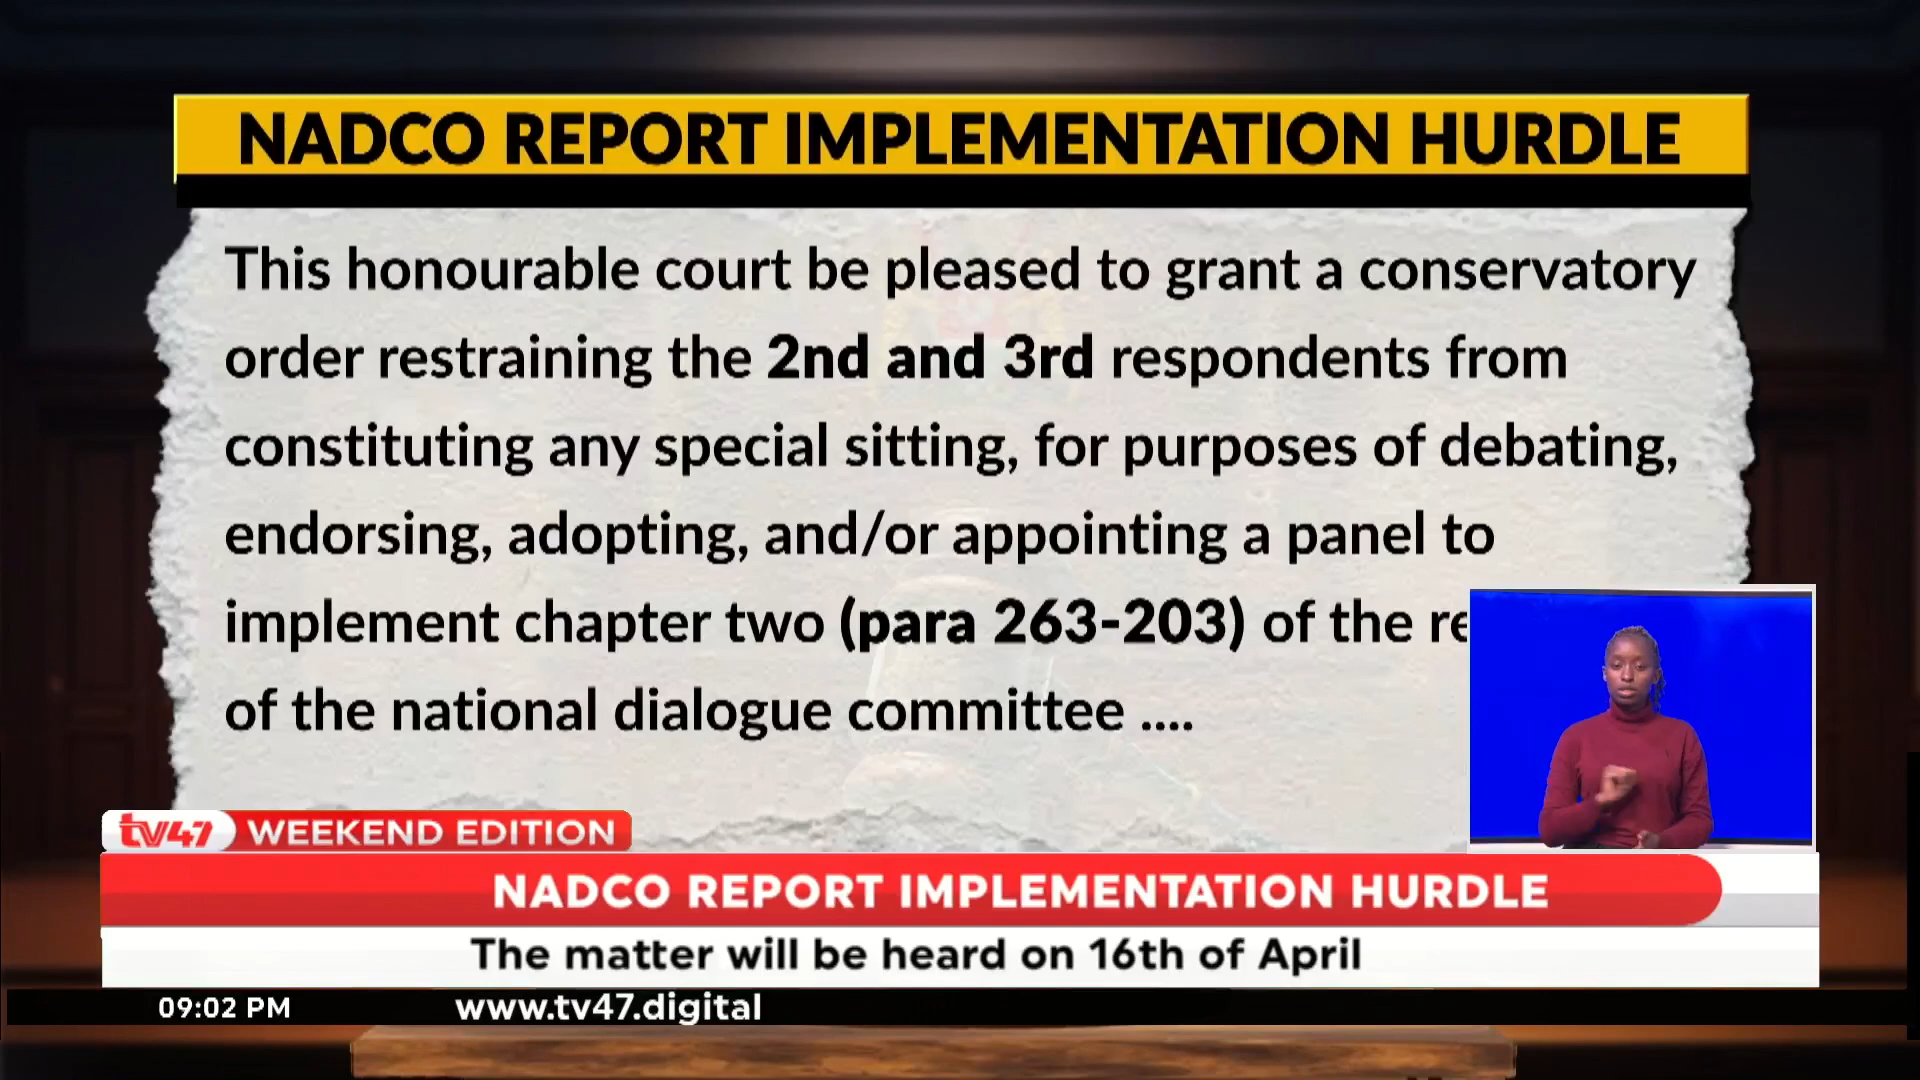 NADCO REPORT IMPLEMENTATION HURDLE
This honourable court be pleased to grant a conservatory
order restraining the 2nd and 3rd respondents from
constituting any special sitting, for purposes of debating,
endorsing, adopting, and/or appointing a panel to
implement chapter two (para 263-203) of the re
of the national dialogue committee ....
tv47 WEEKEND EDITION
NADCO REPORT IMPLEMENTATION HURDLE
The matter will be heard on 16th of April
09:02 PM www.tv47.digital